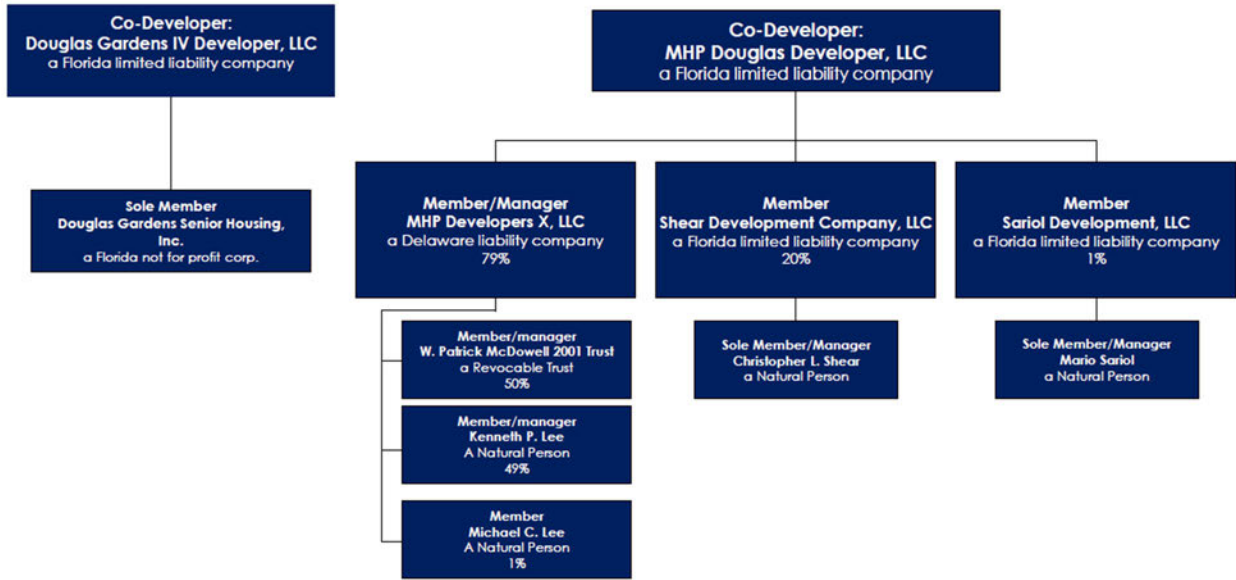 Co-Developer:
Douglas Gardens IV Developer, LLC
a Florida limited liability company
Sole Member
Douglas Gardens Senior Housing,
Inc.
a Florida not for profit corp.
Co-Developer:
MHP Douglas Developer, LLC
a Florida limited liability company
Member/Manager
MHP Developers X, LLC
a Delaware liability company
79%
Member/manager
W. Patrick McDowell 2001 Trust
a Revocable Trust
50%
Member/manager
Kenneth P. Lee
A Natural Person
49%
Member
Michael C. Lee
A Natural Person
1%
Member
Shear Development Company, LLC
a Florida limited liability company
20%
Sole Member/Manager
Christopher L. Shear
a Natural Person
Member
Sariol Development, LLC
a Florida limited liability company
1%
Sole Member/Manager
Mario Sariol
a Natural Person